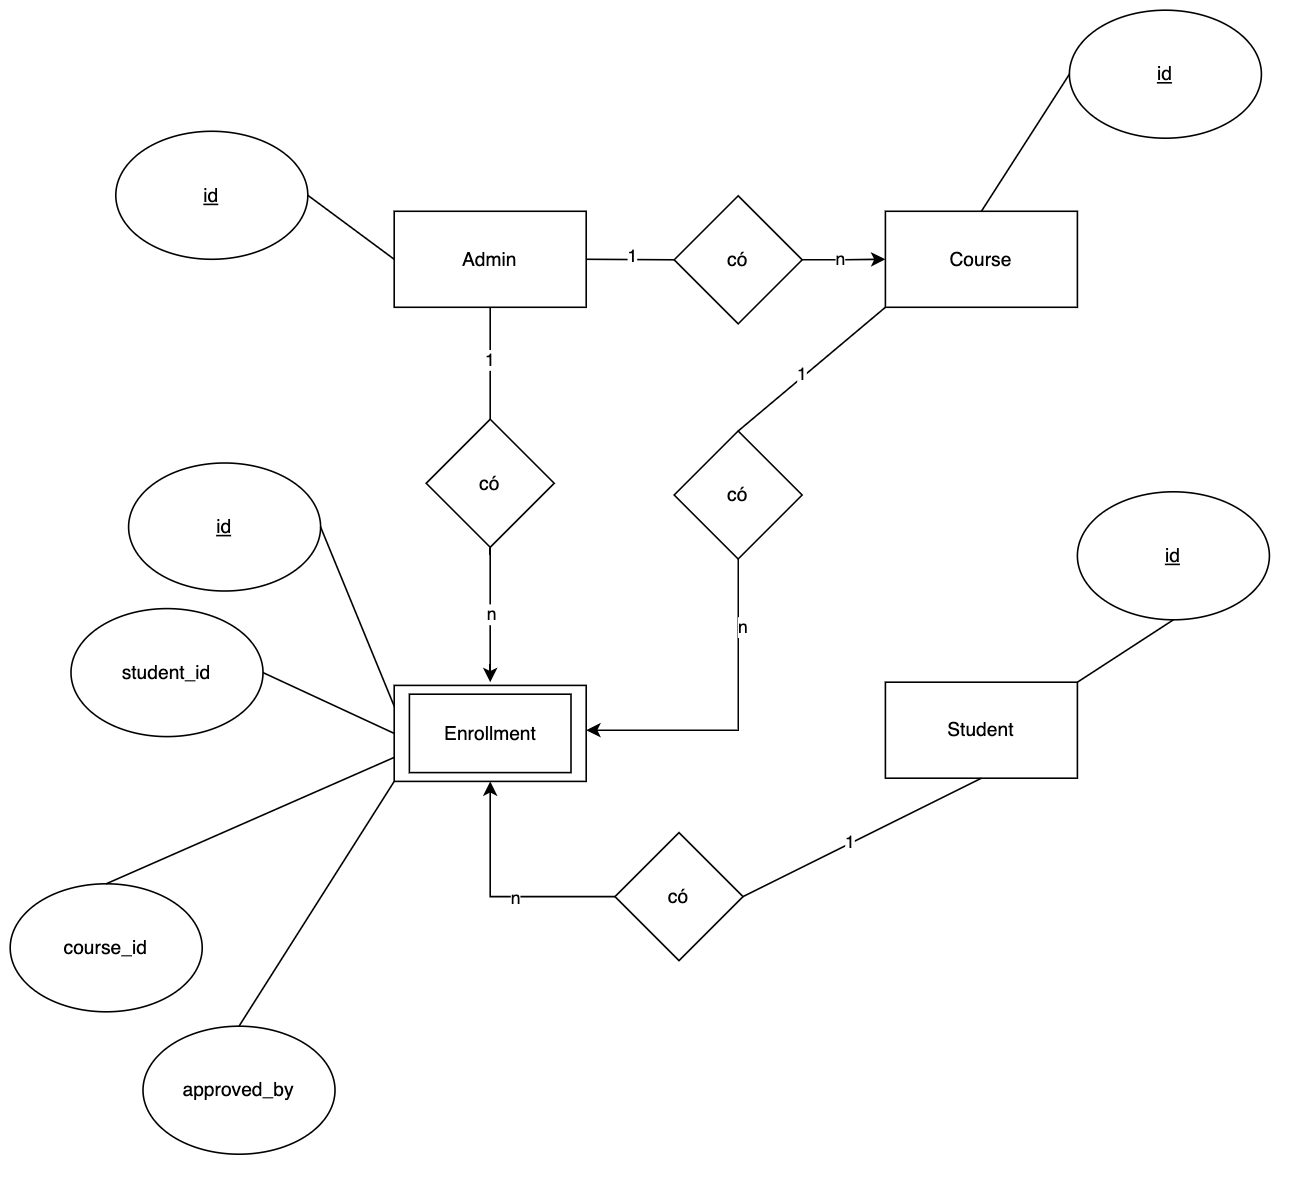 id
id
Admin
1
có
n
Course
1
1
có
có
id
id
n
n
student_id
Enrollment
Student
1
n
có
course_id
approved_by